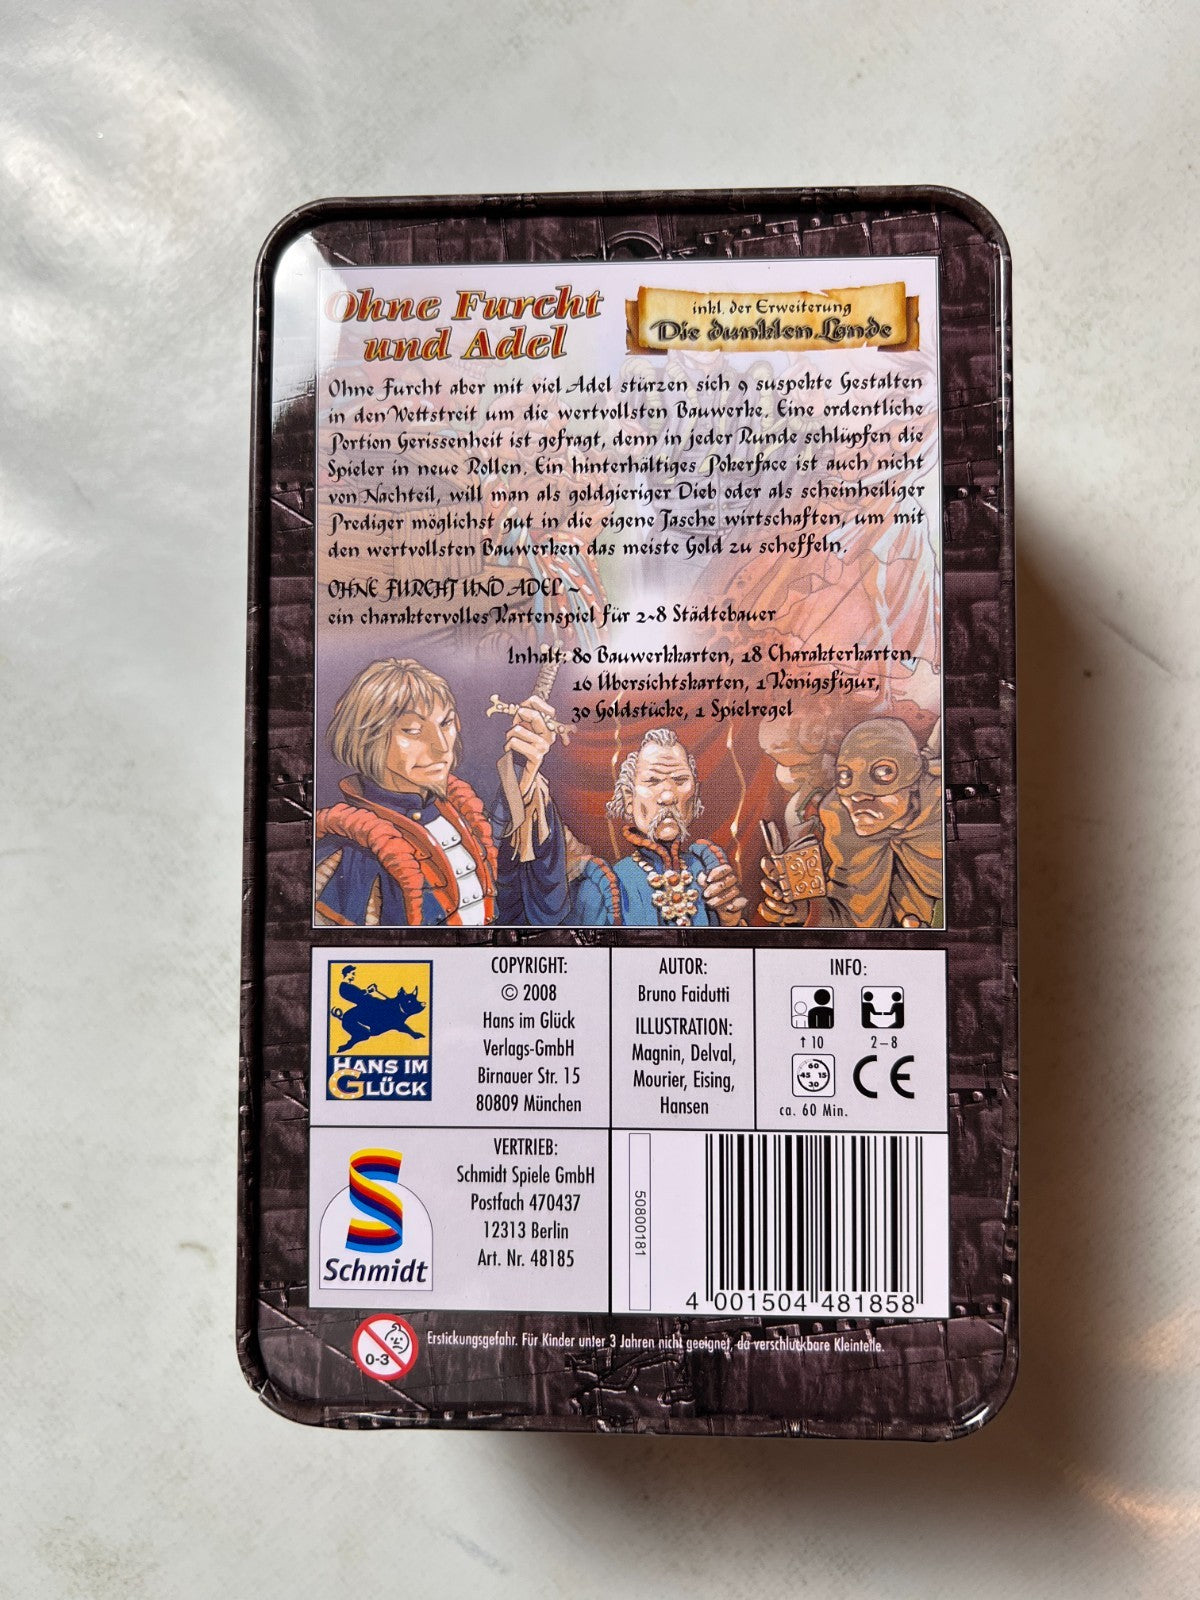 Ohne Furcht
und Adel
inkl. der Erweiterung
Die dunklen Lande
Ohne Furcht aber mit viel Adel stürzen sich 9 suspekte Gestalten
in den Wettstreit um die wertvollsten Bauwerke. Eine ordentliche
Portion Gerissenheit ist gefragt, denn in jeder Runde schlüpfen die
Spieler in neue Rollen. Ein hinterhältiges Pokerface ist auch nicht
von Nachteil, will man als goldgieriger Dieb oder als scheinheiliger
Prediger möglichst gut in die eigene Tasche wirtschaften, um mit
den wertvollsten Bauwerken das meiste Gold zu scheffeln.
OHNE FURCHT UND ADEL ~
ein charaktervolles Kartenspiel für 2-8 Städtebauer
Inhalt: 80 Bauwerkkarten, 18 Charakterkarten,
16 Übersichtskarten, 1 Königsfigur,
30 Goldstücke, 1 Spielregel
HANS IM
GLÜCK
COPYRIGHT:
© 2008
Hans im Glück
Verlags-GmbH
Birnauer Str. 15
80809 München
AUTOR:
Bruno Faidutti
ILLUSTRATION:
Magnin, Delval,
Mourier, Eising,
Hansen
INFO:
↑ 10
2–8
60
45 15
30
CE
ca. 60 Min.
Schmidt
VERTRIEB:
Schmidt Spiele GmbH
Postfach 470437
12313 Berlin
Art. Nr. 48185
50800181
4 001504 481858
0-3
Erstickungsgefahr. Für Kinder unter 3 Jahren nicht geeignet, da verschluckbare Kleinteile.